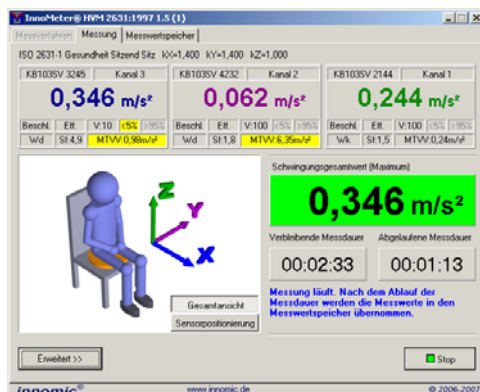 InnoMeter® HVM 2631:1997 1.5 (1)
Messverfahren Messung Messwertspeicher
ISO 2631-1 Gesundheit Sitzend Sitz kX=1,400 kY=1,400 kZ=1,000
KB103SV 3245 Kanal 3 KB103SV 4232 Kanal 2 KB103SV 2144 Kanal 1
0,346 m/s² 0,062 m/s² 0,244 m/s²
Beschl. Eff. V:10 <5% >95% Beschl. Eff. V:100 <5% >95% Beschl. Eff. V:100 <5% >95%
Wd Sf:4,9 MTVV:0,98m/s² Wd Sf:1,8 MTVV:6,35m/s² Wk Sf:1,5 MTVV:0,24m/s²
Z
Y
X
Gesamtansicht
Sensorpositionierung
Schwingungsgesamtwert (Maximum)
0,346 m/s²
Verbleibende Messdauer Abgelaufene Messdauer
00:02:33 00:01:13
Messung läuft. Nach dem Ablauf der
Messdauer werden die Messwerte in den
Messwertspeicher übernommen.
Erweitert >> Stop
innomic® www.innomic.de © 2006-2007